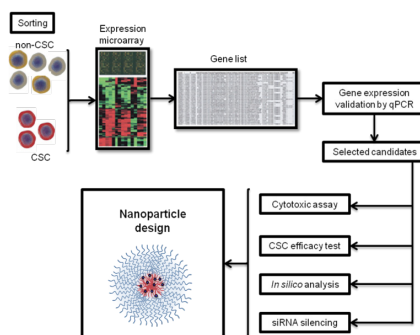 Sorting
non-CSC
CSC
Expression
microarray
Gene list
Gene expression
validation by qPCR
Selected candidates
Cytotoxic assay
CSC efficacy test
In silico analysis
siRNA silencing
Nanoparticle
design